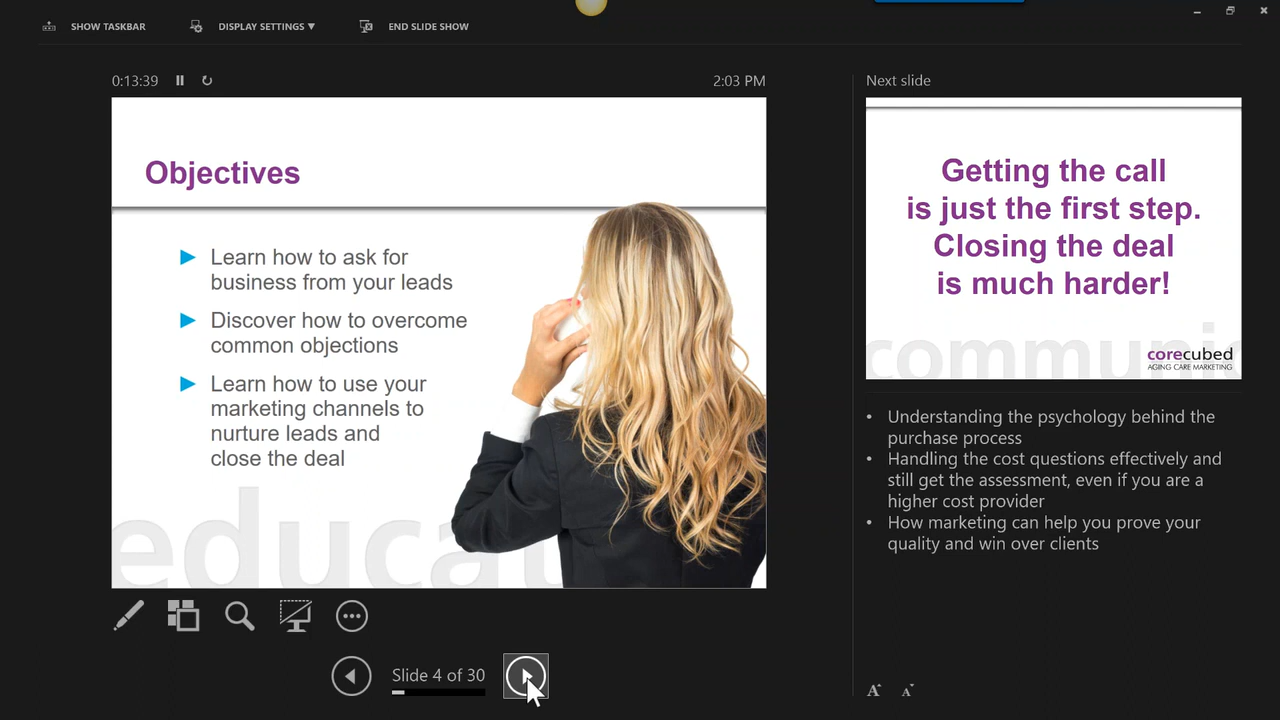 SHOW TASKBAR
DISPLAY SETTINGS ▼
END SLIDE SHOW
0:13:39
2:03 PM
Objectives
Learn how to ask for
business from your leads
Discover how to overcome
common objections
Learn how to use your
marketing channels to
nurture leads and
close the deal
educat
Slide 4 of 30
Next slide
Getting the call
is just the first step.
Closing the deal
is much harder!
communic
corecubed
AGING CARE MARKETING
• Understanding the psychology behind the
purchase process
• Handling the cost questions effectively and
still get the assessment, even if you are a
higher cost provider
• How marketing can help you prove your
quality and win over clients
A A